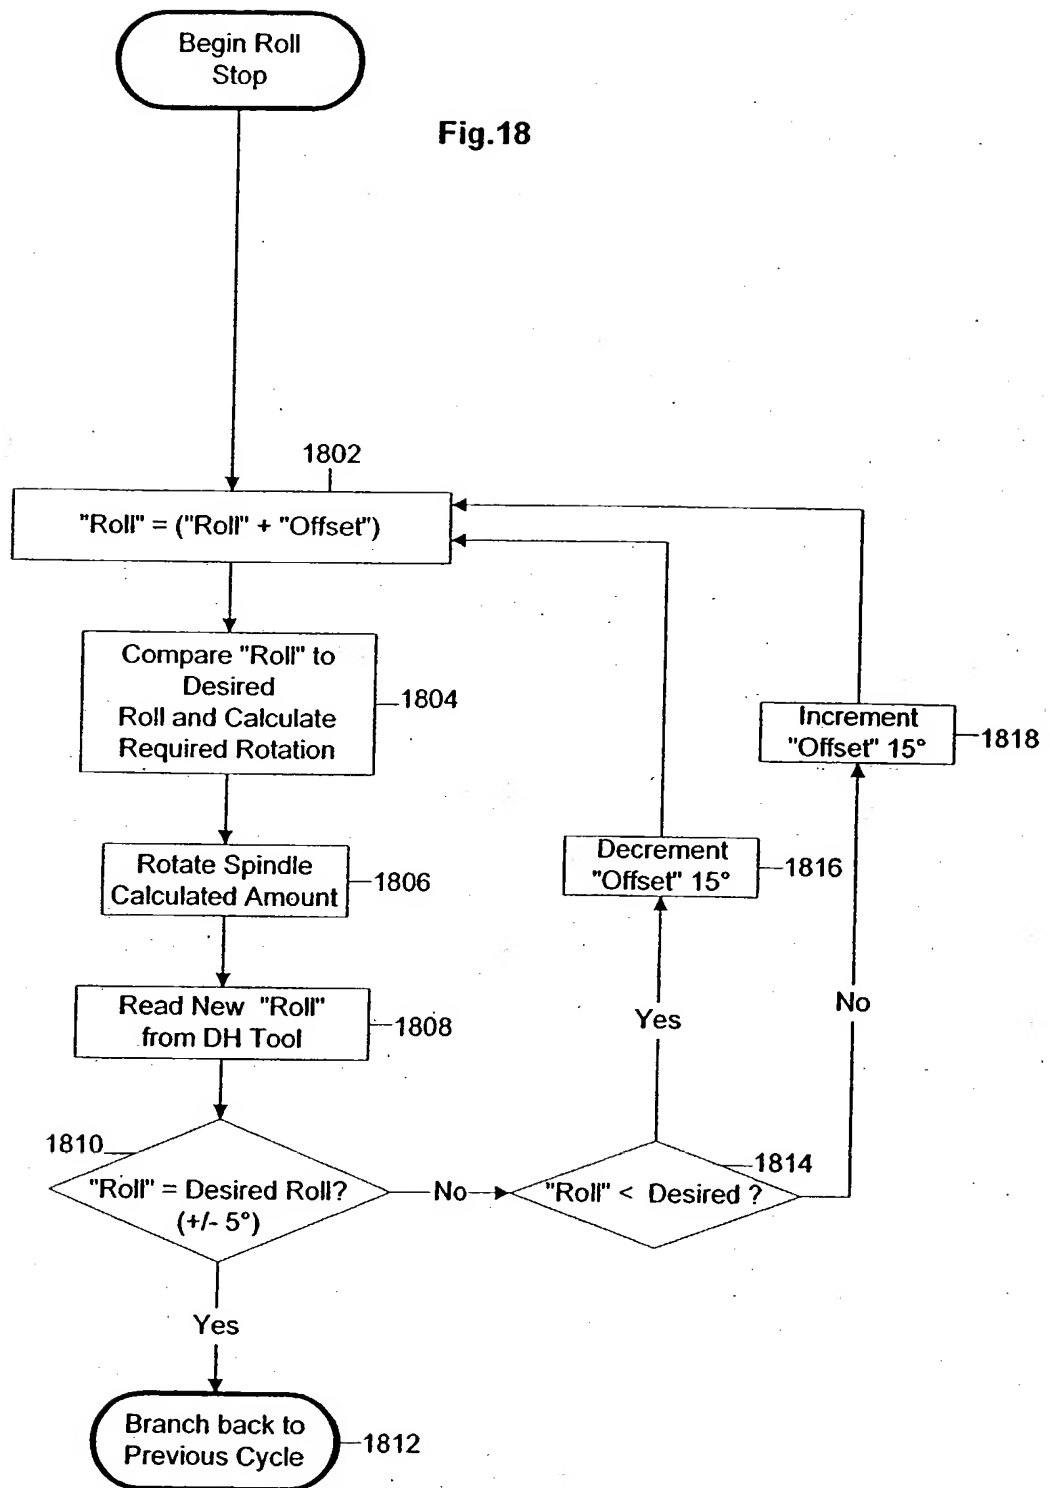 Begin Roll
Stop
Fig.18
1802
"Roll" = ("Roll" + "Offset")
Compare "Roll" to
Desired
Roll and Calculate
Required Rotation
1804
Increment
"Offset" 15°
1818
Rotate Spindle
Calculated Amount
1806
Decrement
"Offset" 15°
1816
Read New "Roll"
from DH Tool
1808
Yes
No
1810
"Roll" = Desired Roll?
(+/- 5°)
No
"Roll" < Desired ?
1814
Yes
Branch back to
Previous Cycle
1812